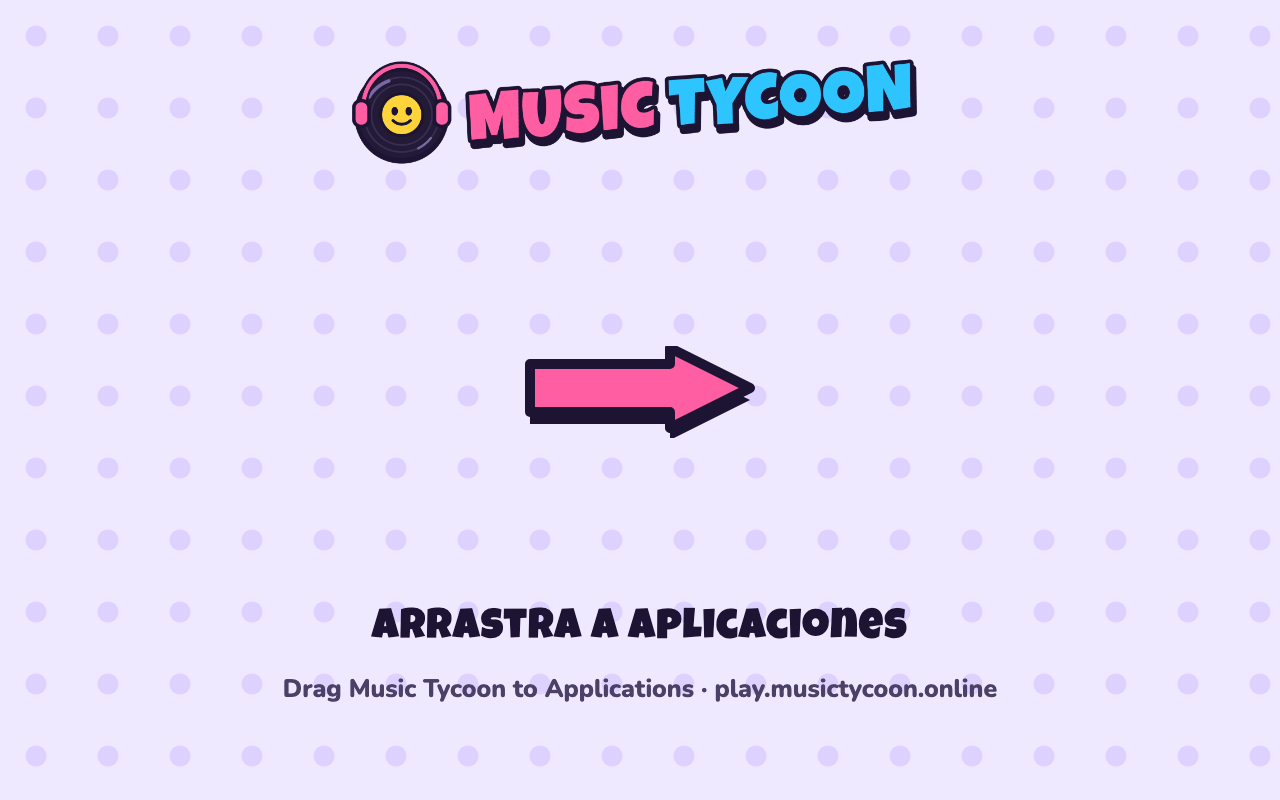 MUSIC TYCOON
ARRASTRA A APLICACIONES
Drag Music Tycoon to Applications · play.musictycoon.online